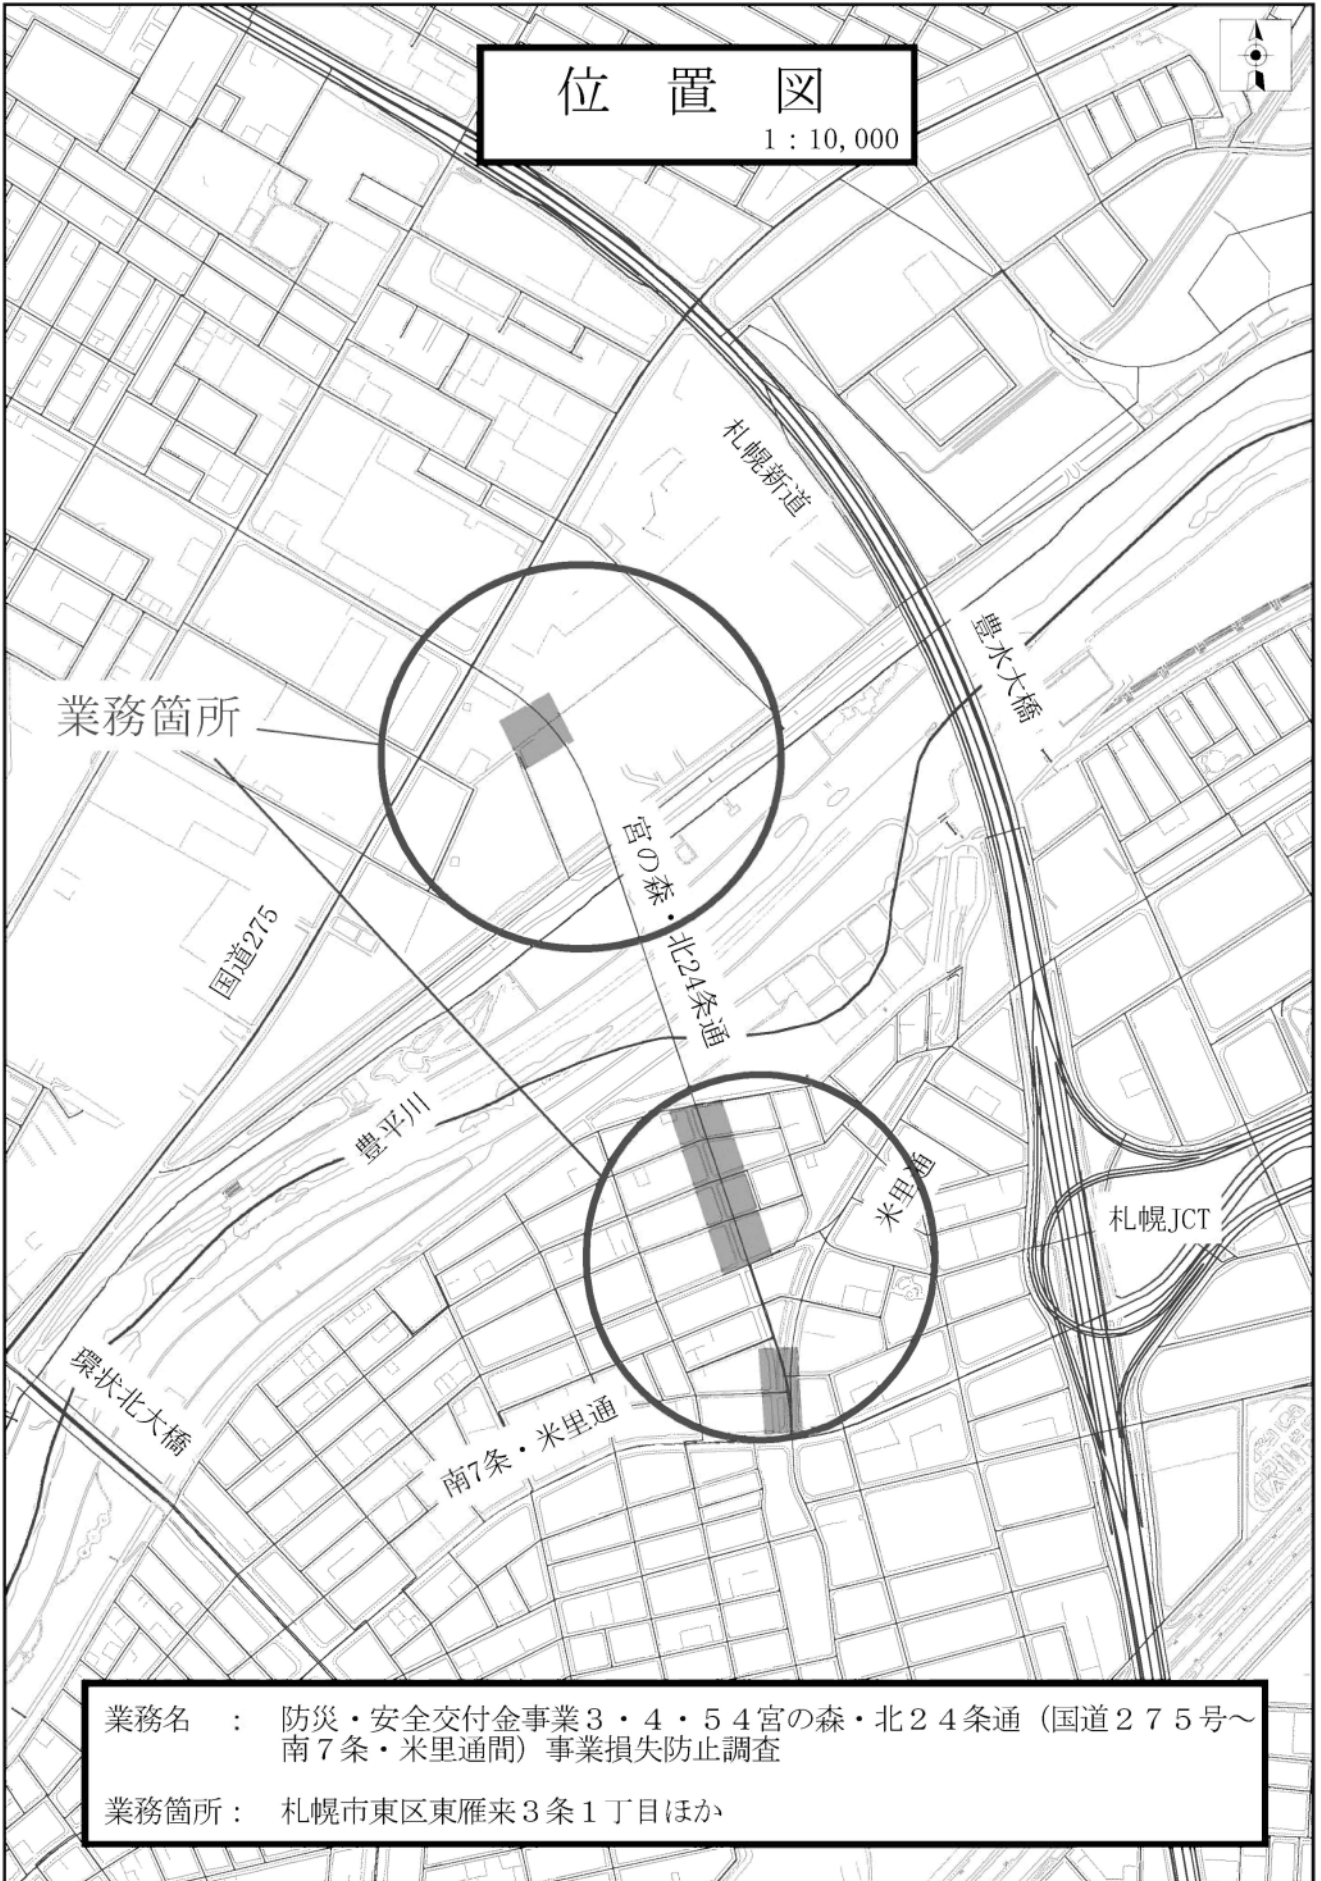 位置図
1：10,000
札幌新道
豊水大橋
業務箇所
宮の森・北24条通
国道275
豊平川
米里通
札幌JCT
環状北大橋
南7条・米里通
業務名　：　防災・安全交付金事業３・４・５４宮の森・北２４条通（国道２７５号～
南７条・米里通間）事業損失防止調査
業務箇所：　札幌市東区東雁来３条１丁目ほか